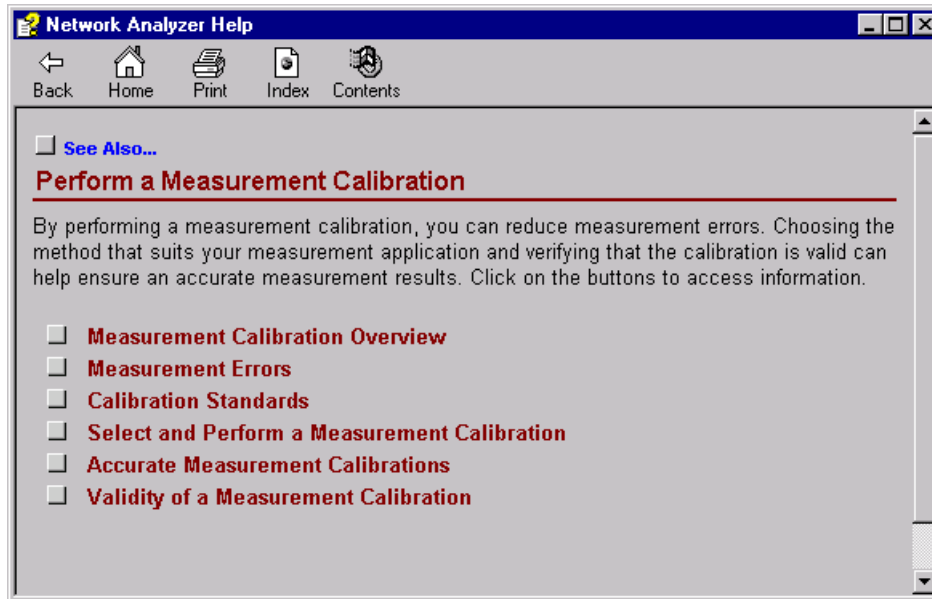 Network Analyzer Help
Back Home Print Index Contents
See Also...
Perform a Measurement Calibration
By performing a measurement calibration, you can reduce measurement errors. Choosing the
method that suits your measurement application and verifying that the calibration is valid can
help ensure an accurate measurement results. Click on the buttons to access information.
Measurement Calibration Overview
Measurement Errors
Calibration Standards
Select and Perform a Measurement Calibration
Accurate Measurement Calibrations
Validity of a Measurement Calibration